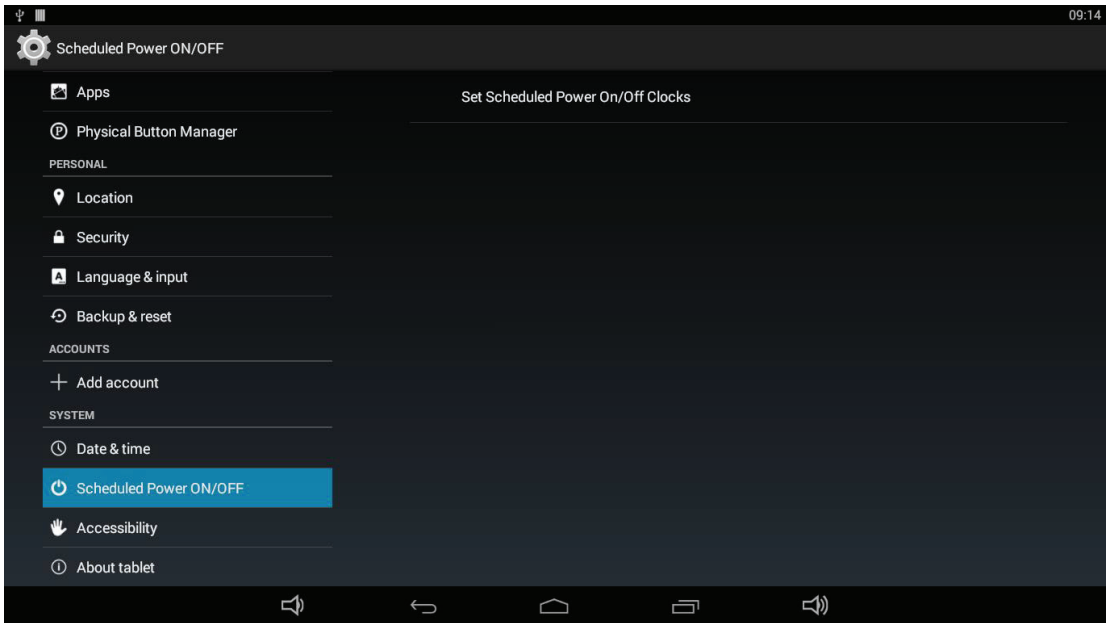 09:14
Scheduled Power ON/OFF
Apps
Physical Button Manager
PERSONAL
Location
Security
Language & input
Backup & reset
ACCOUNTS
Add account
SYSTEM
Date & time
Scheduled Power ON/OFF
Accessibility
About tablet
Set Scheduled Power On/Off Clocks